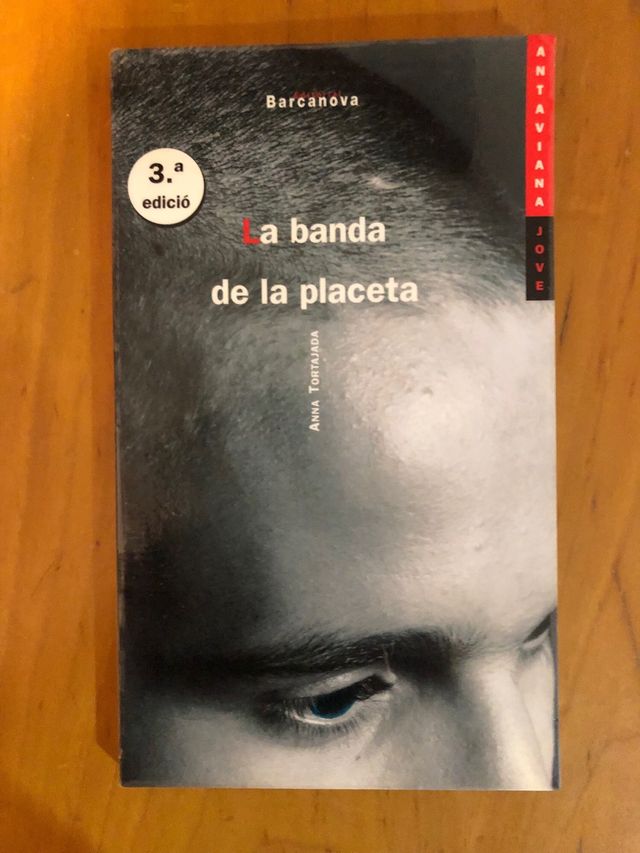 Barcanova
ANTAVIANA
JOVE
3.ª
edició
La banda
de la placeta
ANNA TORTAJADA